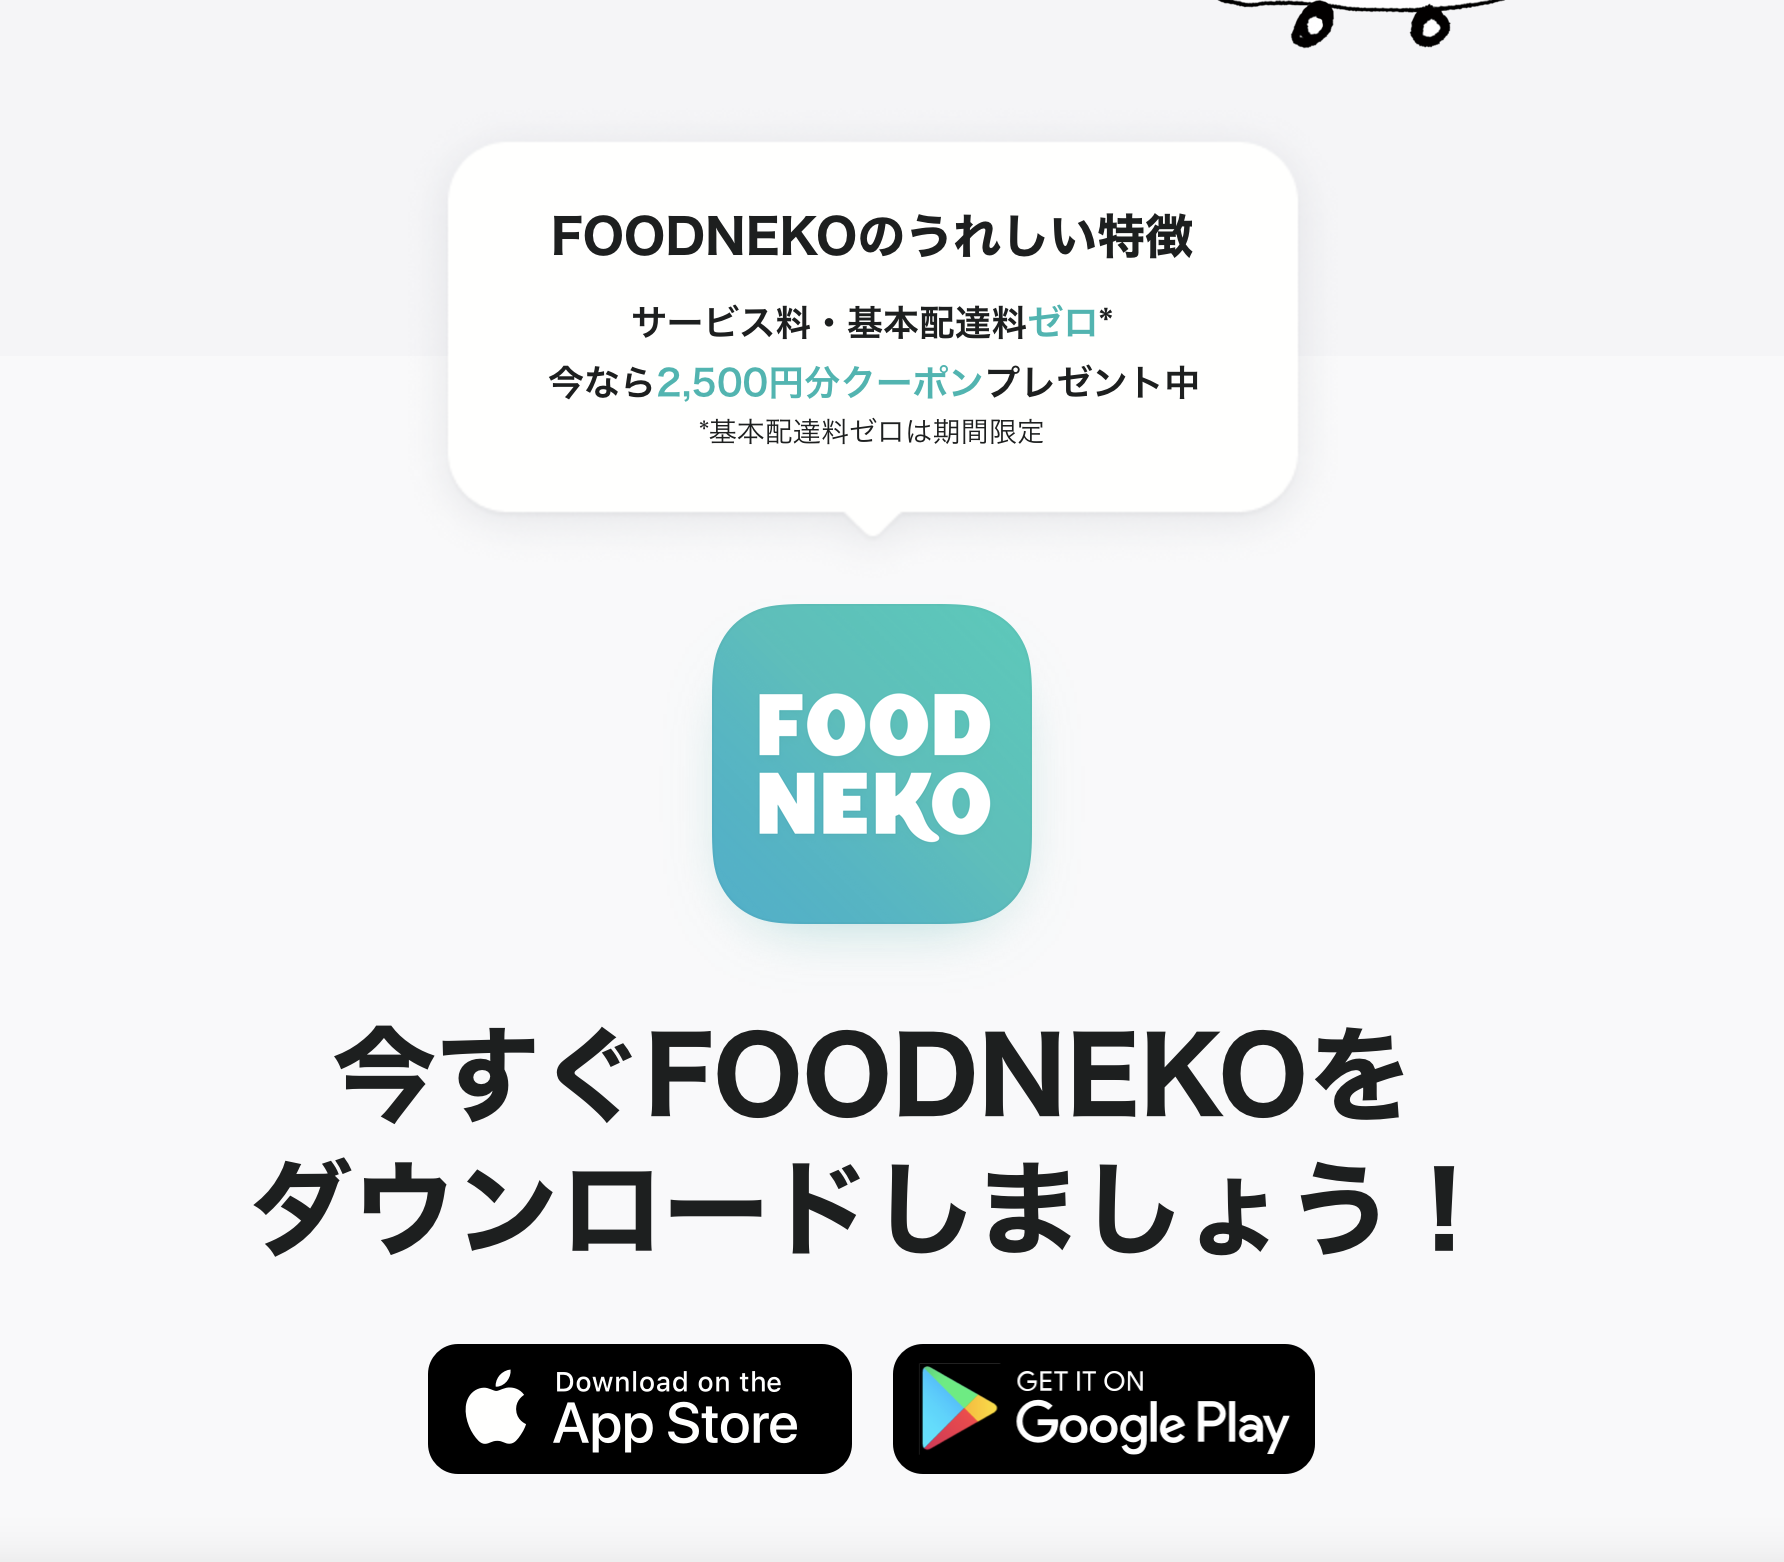 FOODNEKOのうれしい特徴
サービス料・基本配達料ゼロ*
今なら2,500円分クーポンプレゼント中
*基本配達料ゼロは期間限定
FOOD
NEKO
今すぐFOODNEKOを
ダウンロードしましょう！
Download on the
App Store
GET IT ON
Google Play